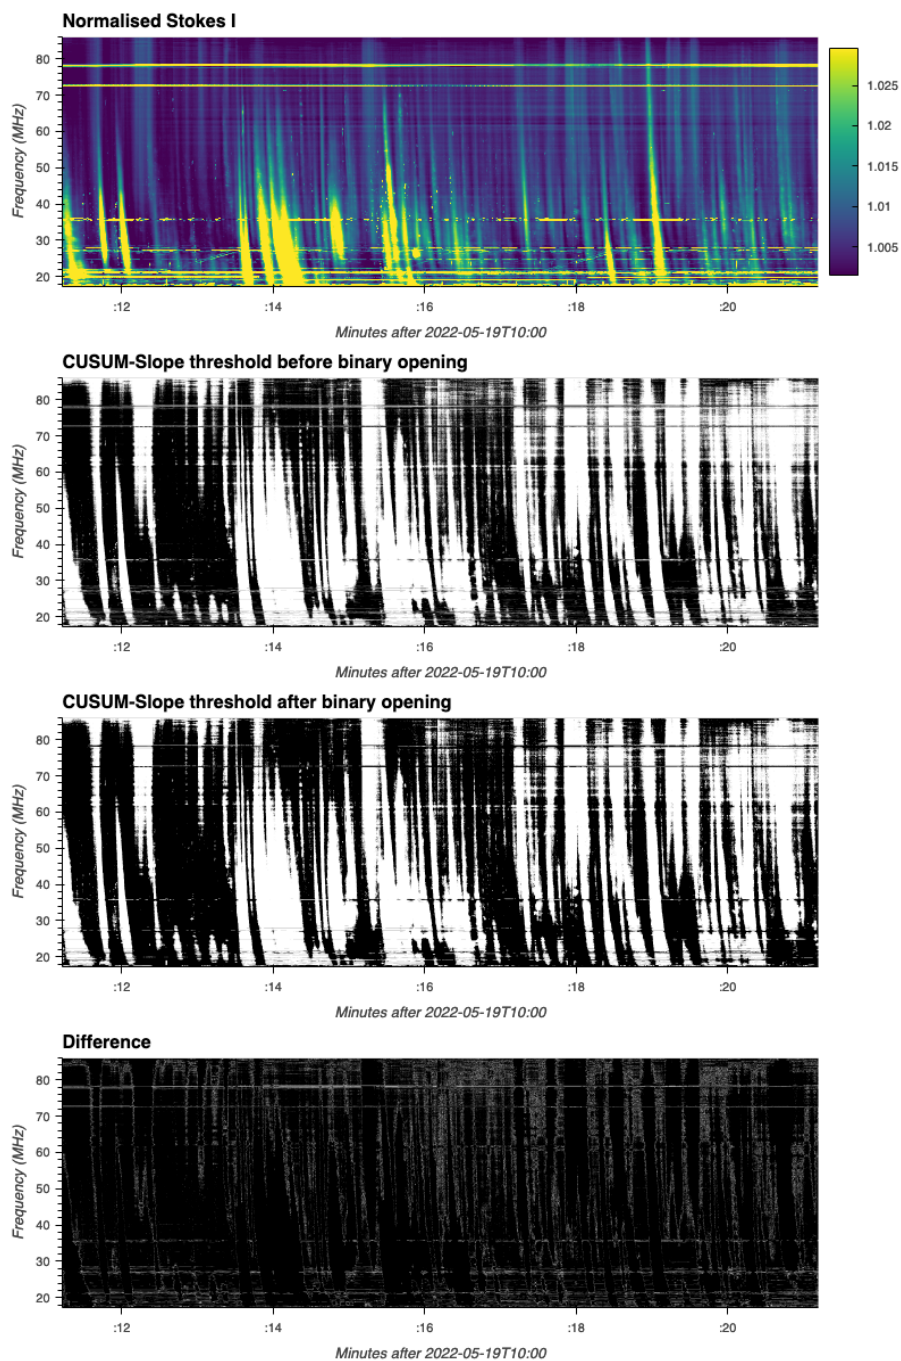 Normalised Stokes I
Frequency (MHz)
80
70
60
50
40
30
20
1.025
1.02
1.015
1.01
1.005
:12 :14 :16 :18 :20
Minutes after 2022-05-19T10:00
CUSUM-Slope threshold before binary opening
Frequency (MHz)
80
70
60
50
40
30
20
:12 :14 :16 :18 :20
Minutes after 2022-05-19T10:00
CUSUM-Slope threshold after binary opening
Frequency (MHz)
80
70
60
50
40
30
20
:12 :14 :16 :18 :20
Minutes after 2022-05-19T10:00
Difference
Frequency (MHz)
80
70
60
50
40
30
20
:12 :14 :16 :18 :20
Minutes after 2022-05-19T10:00